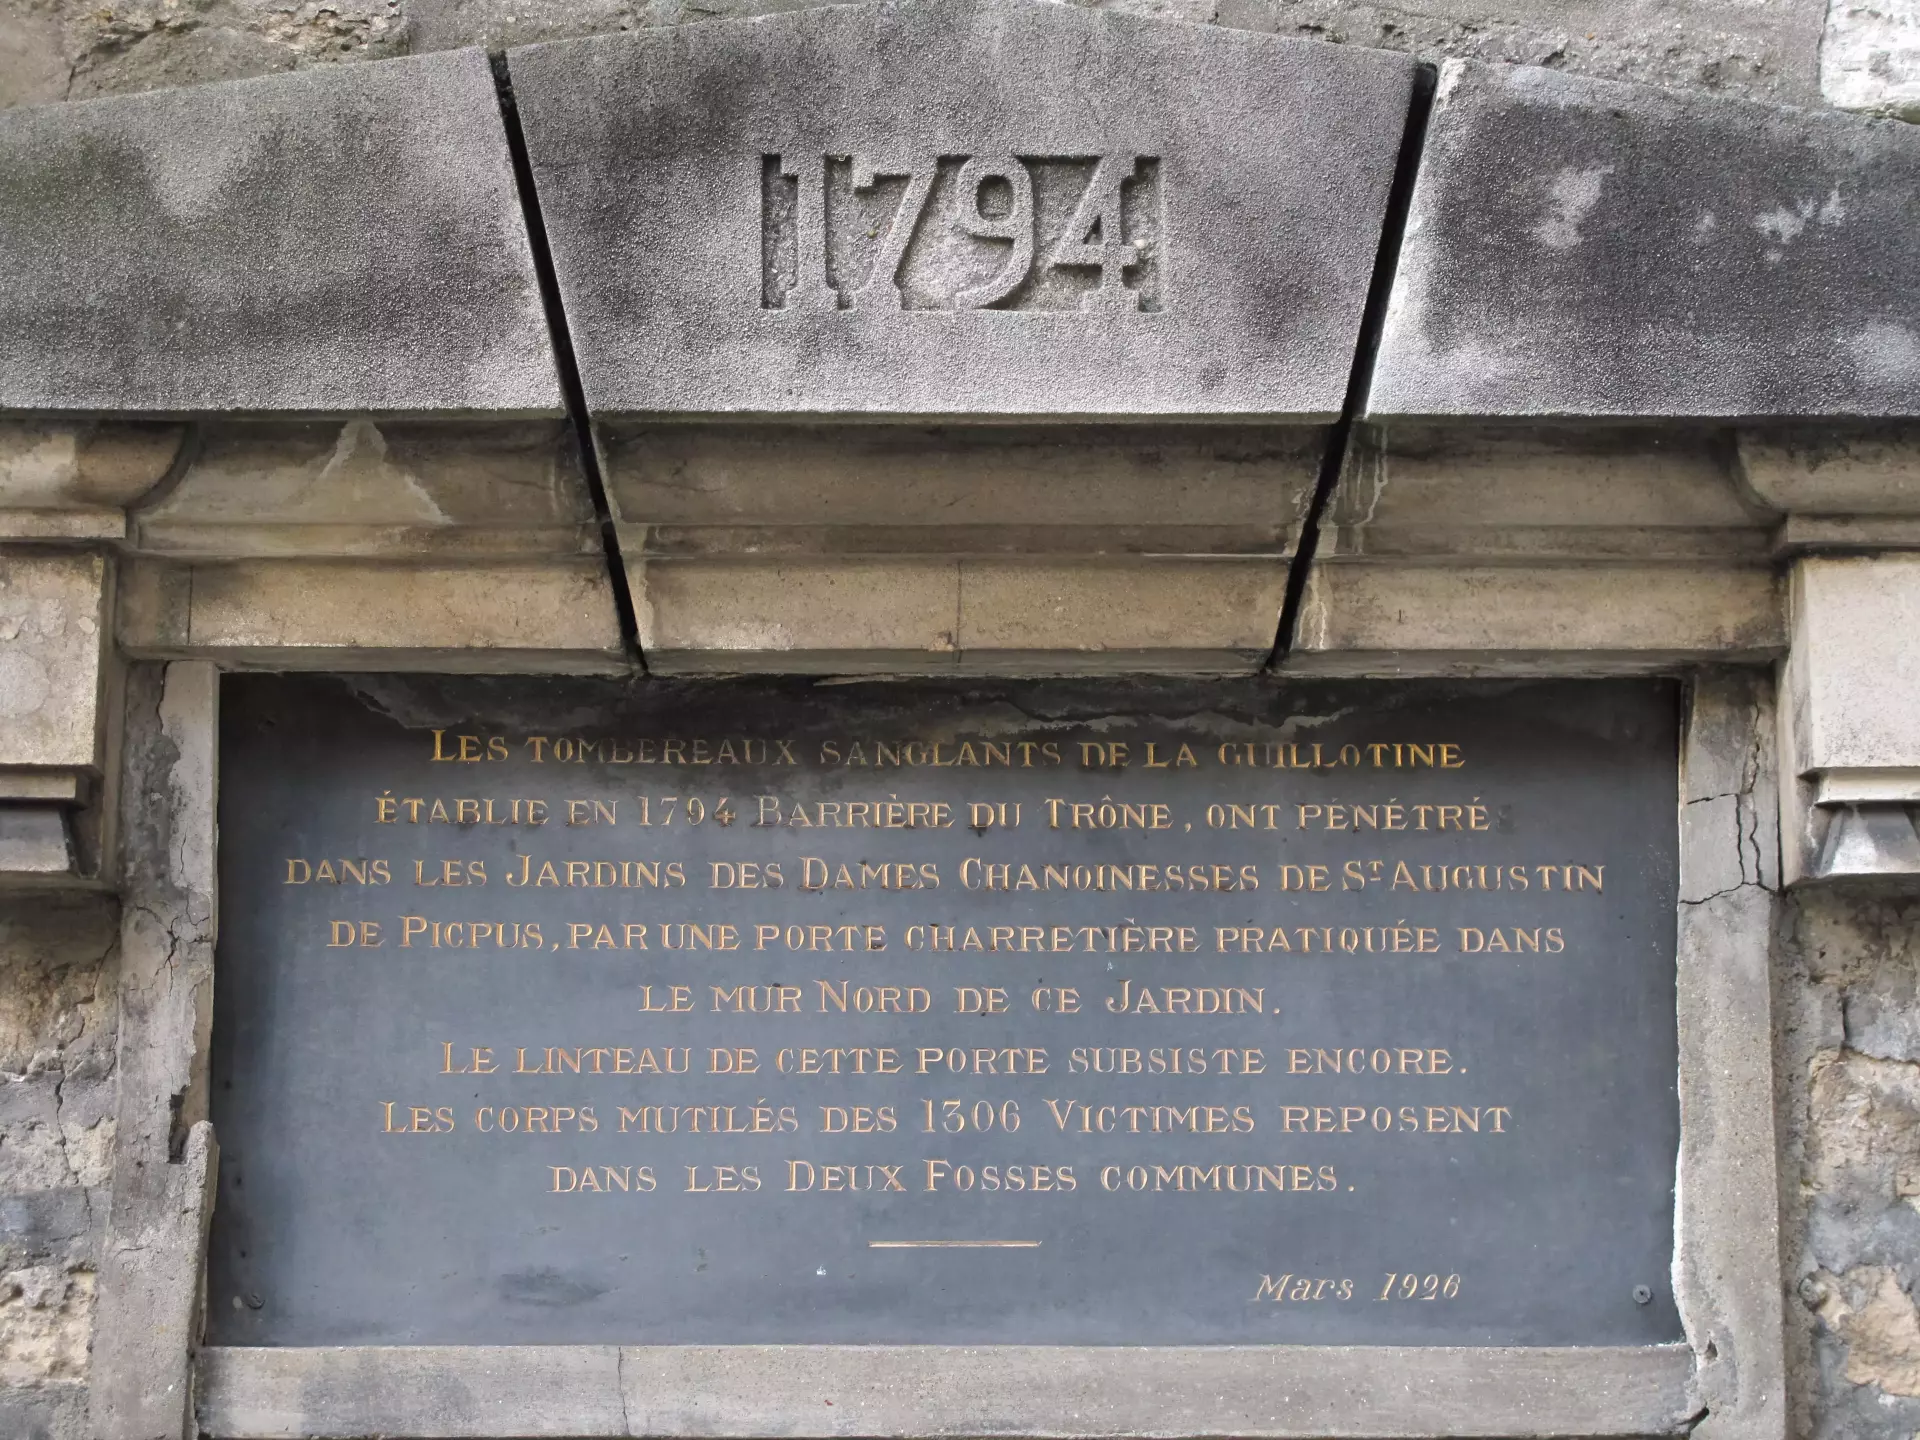 1794
LES TOMBEREAUX SANGLANTS DE LA GUILLOTINE
ÉTABLIE EN 1794 BARRIÈRE DU TRÔNE, ONT PÉNÉTRÉ
DANS LES JARDINS DES DAMES CHANOINESSES DE ST AUGUSTIN
DE PICPUS, PAR UNE PORTE CHARRETIÈRE PRATIQUÉE DANS
LE MUR NORD DE CE JARDIN.
LE LINTEAU DE CETTE PORTE SUBSISTE ENCORE.
LES CORPS MUTILÉS DES 1306 VICTIMES REPOSENT
DANS LES DEUX FOSSES COMMUNES.
Mars 1926